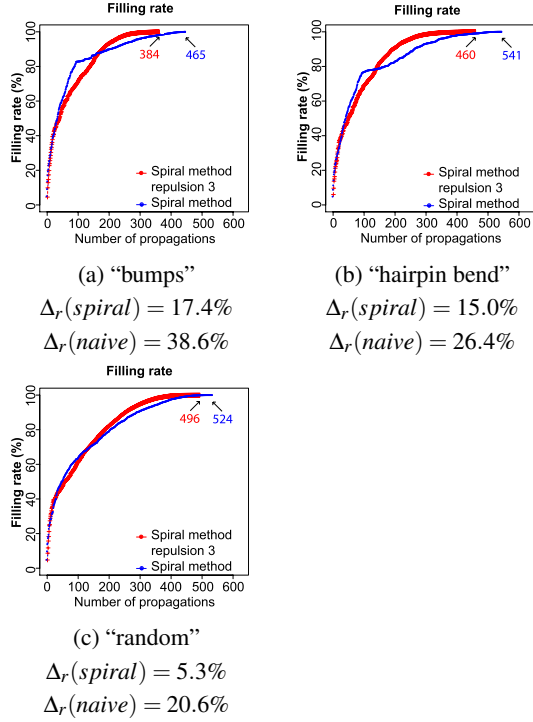 Filling rate
Filling rate (%)
0 20 40 60 80 100
384 465
Spiral method
repulsion 3
Spiral method
0 100 200 300 400 500 600
Number of propagations
(a) “bumps”
Δr(spiral) = 17.4%
Δr(naive) = 38.6%
Filling rate
Filling rate (%)
0 20 40 60 80 100
460 541
Spiral method
repulsion 3
Spiral method
0 100 200 300 400 500 600
Number of propagations
(b) “hairpin bend”
Δr(spiral) = 15.0%
Δr(naive) = 26.4%
Filling rate
Filling rate (%)
0 20 40 60 80 100
496 524
Spiral method
repulsion 3
Spiral method
0 100 200 300 400 500 600
Number of propagations
(c) “random”
Δr(spiral) = 5.3%
Δr(naive) = 20.6%